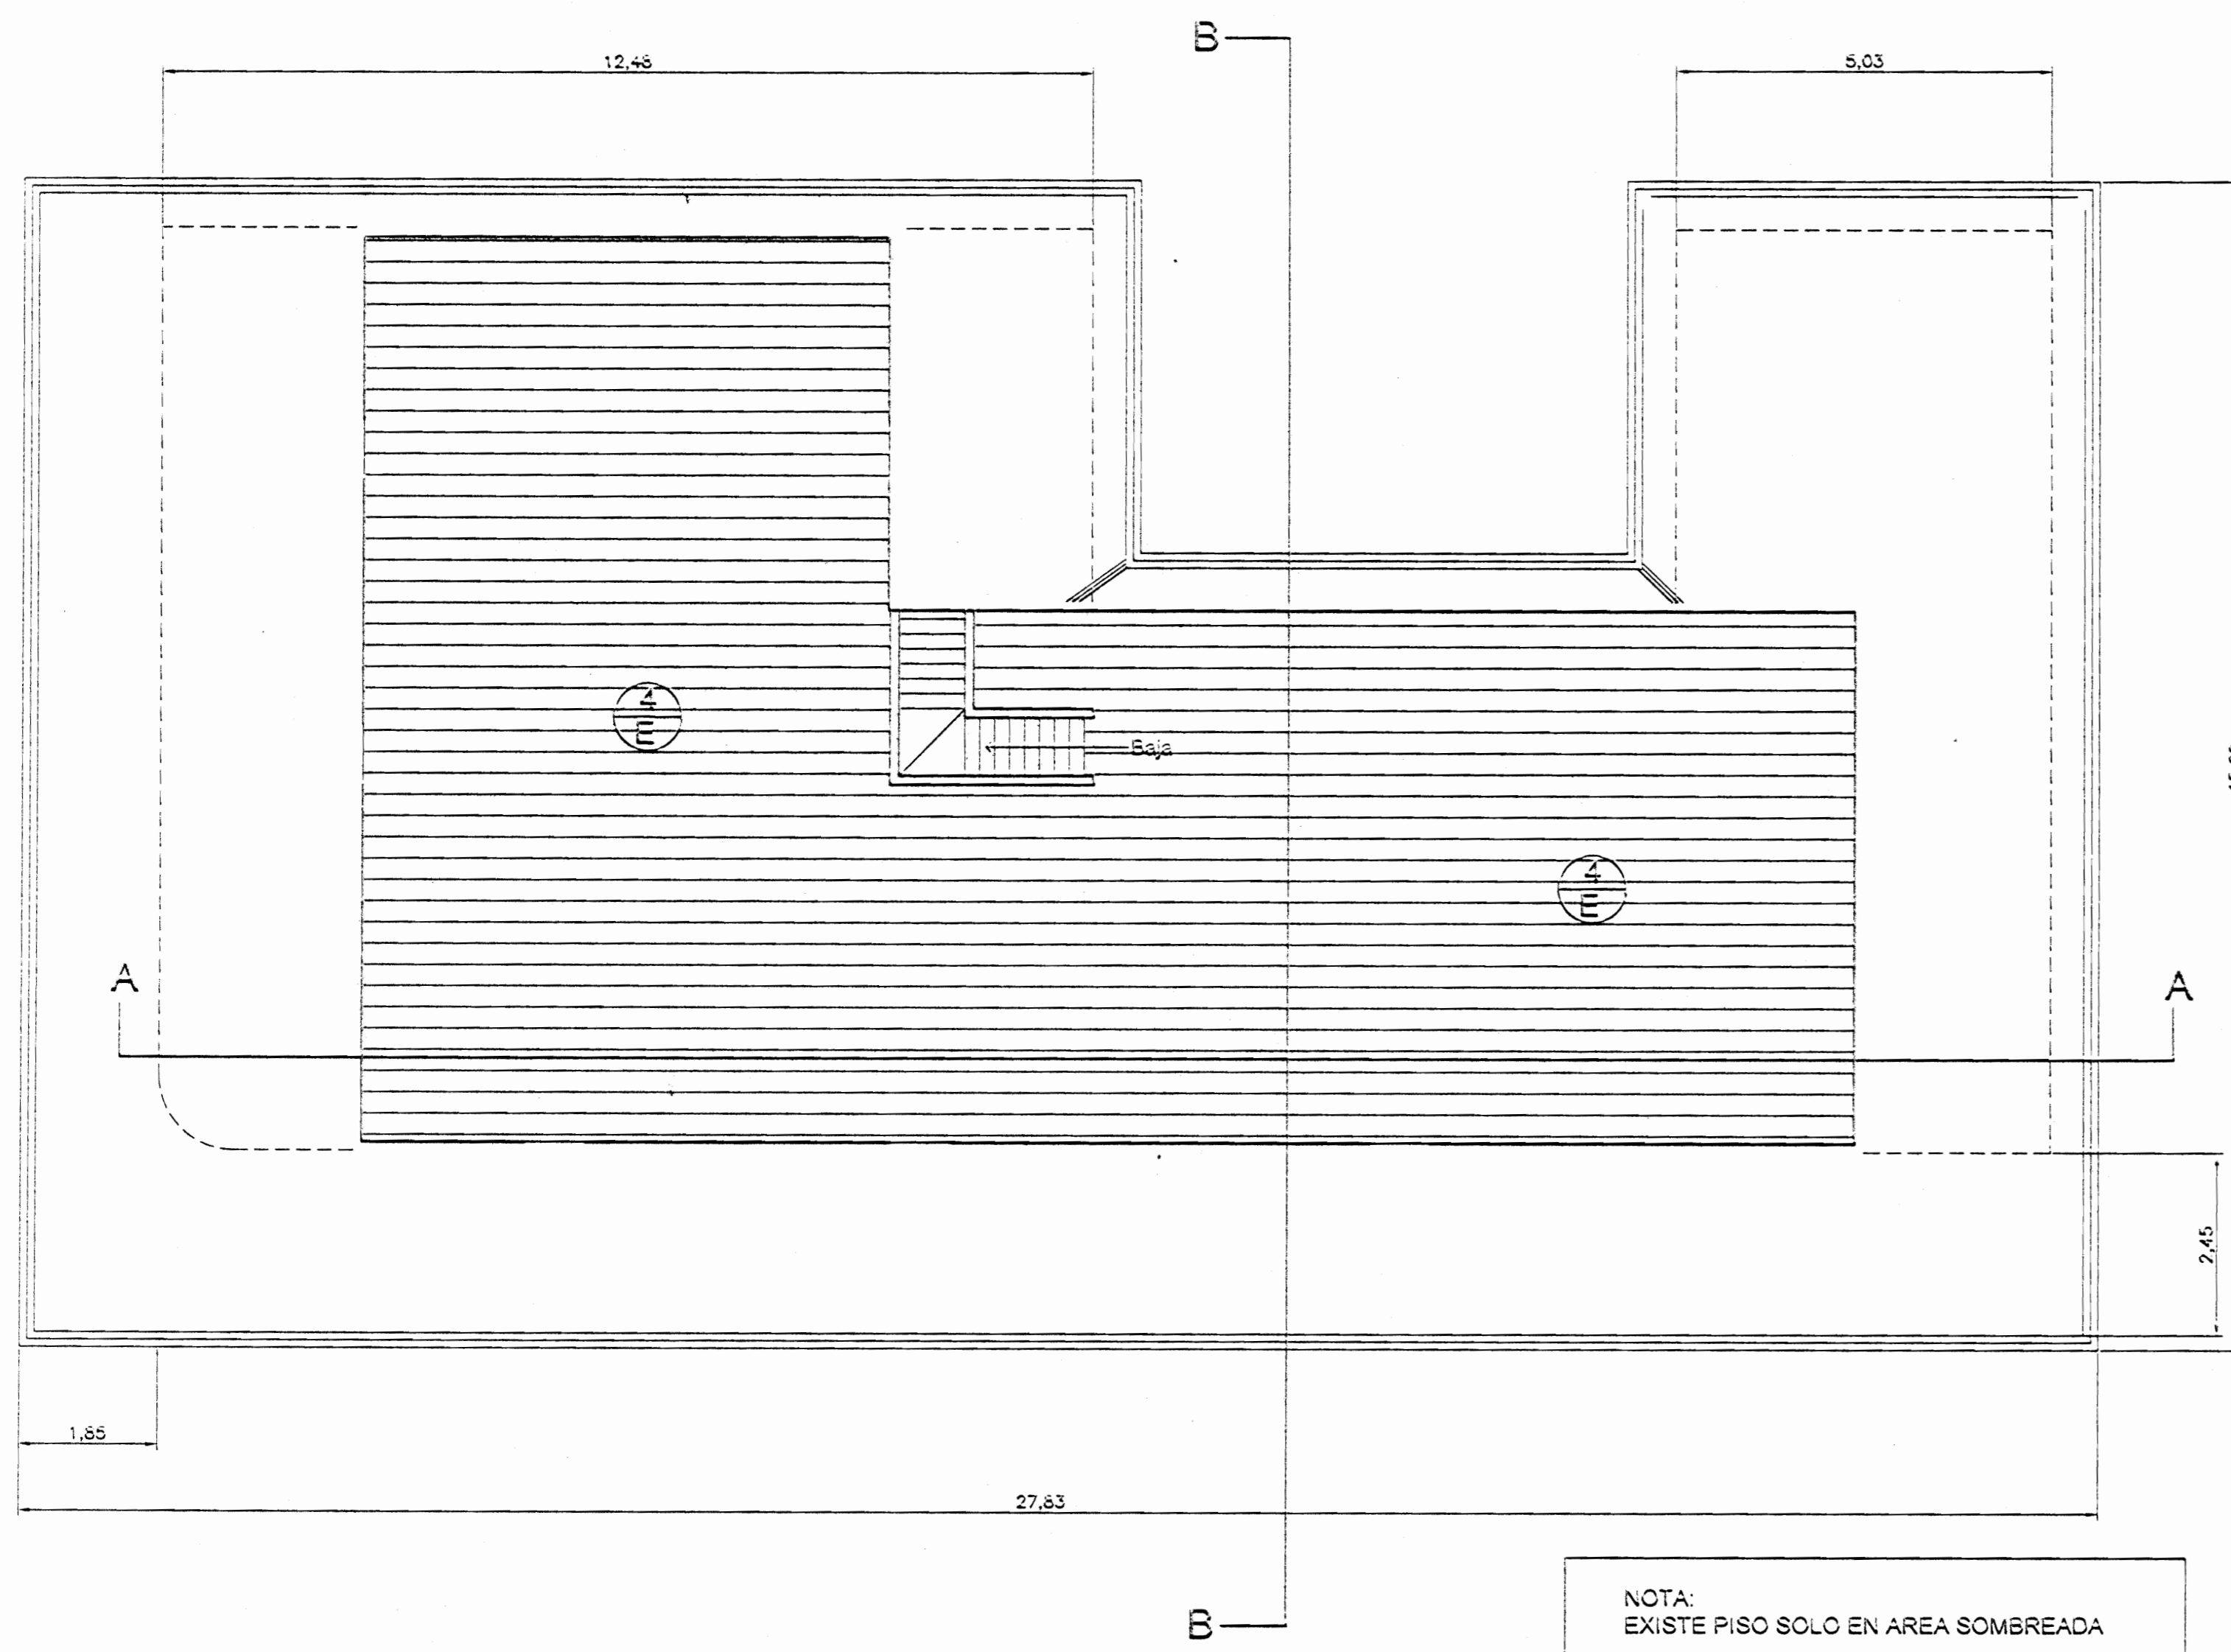 B
12,48
5,03
4
E
Baja
4
E
A
A
2,45
1,85
27,83
NOTA:
EXISTE PISO SOLO EN AREA SOMBREADA
B